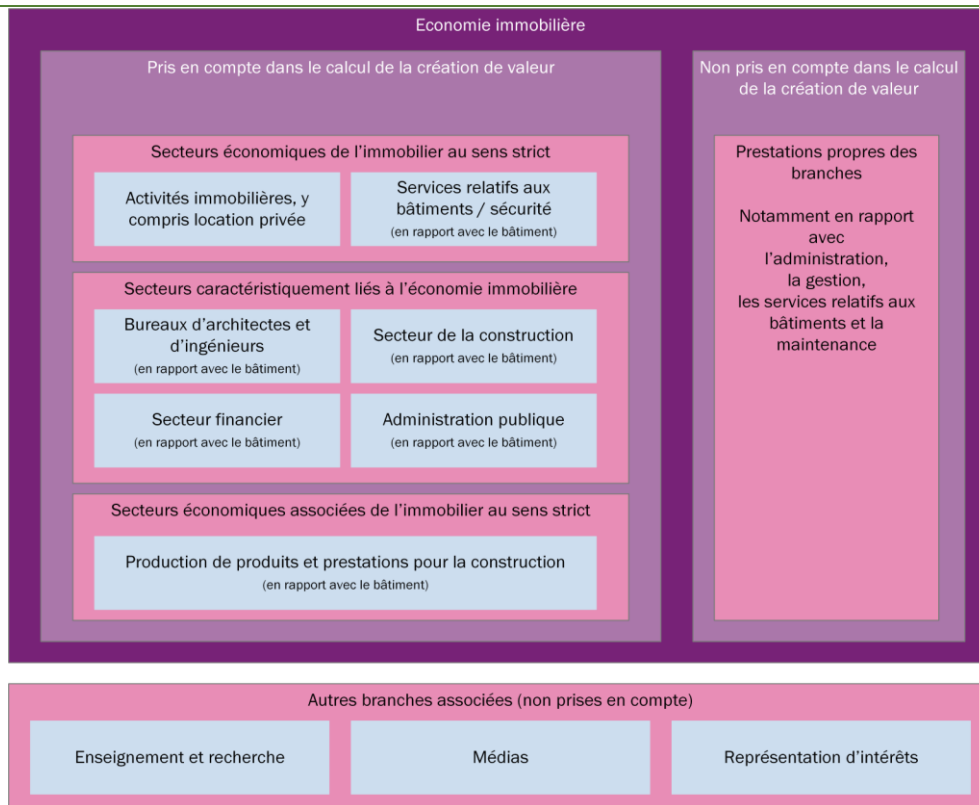 Economie immobilière
Pris en compte dans le calcul de la création de valeur
Secteurs économiques de l'immobilier au sens strict
Activités immobilières, y
compris location privée
Services relatifs aux
bâtiments / sécurité
(en rapport avec le bâtiment)
Secteurs caractéristiquement liés à l'économie immobilière
Bureaux d'architectes et
d'ingénieurs
(en rapport avec le bâtiment)
Secteur de la construction
(en rapport avec le bâtiment)
Secteur financier
(en rapport avec le bâtiment)
Administration publique
(en rapport avec le bâtiment)
Secteurs économiques associées de l'immobilier au sens strict
Production de produits et prestations pour la construction
(en rapport avec le bâtiment)
Non pris en compte dans le calcul
de la création de valeur
Prestations propres des
branches
Notamment en rapport
avec
l'administration,
la gestion,
les services relatifs aux
bâtiments et la
maintenance
Autres branches associées (non prises en compte)
Enseignement et recherche
Médias
Représentation d'intérêts